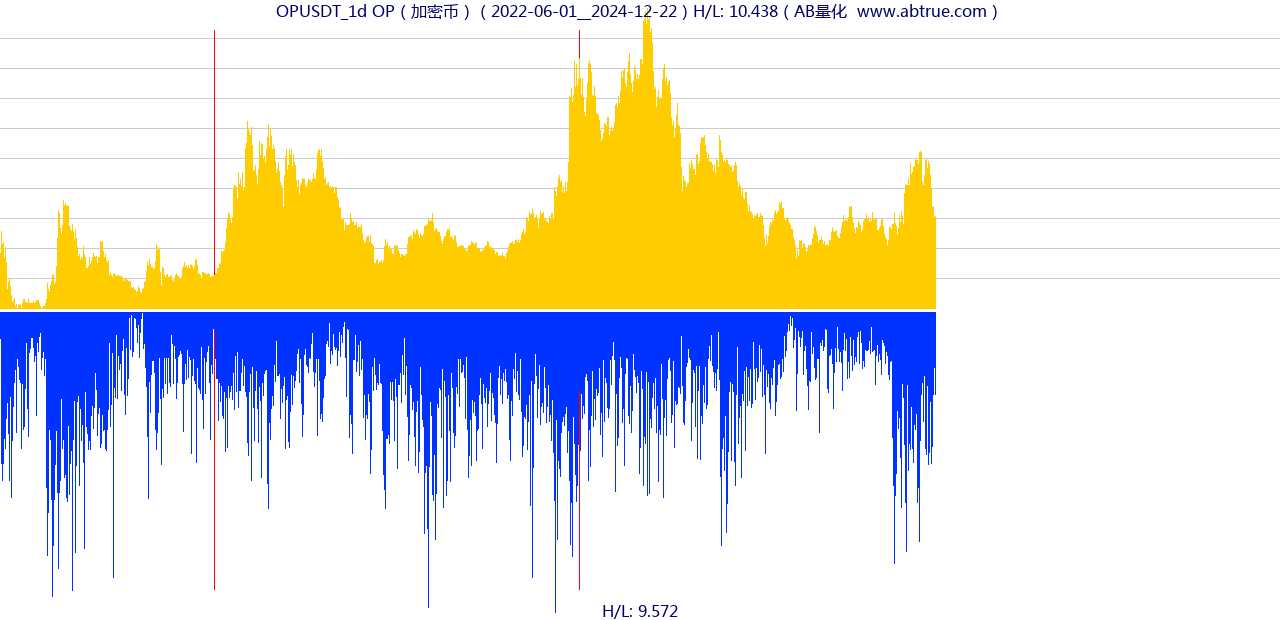 OPUSDT_1d OP ( 加密币 ) ( 2022-06-01__2024-12-22 ) H/L: 10.438 ( AB量化  www.abtrue.com )
H/L: 9.572